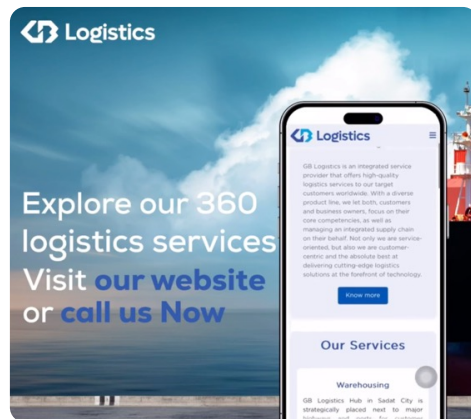 Logistics
Explore our 360
logistics services
Visit our website
or call us Now
Logistics
GB Logistics is an integrated service
provider that offers high-quality
logistics services to our target
customers worldwide. With a diverse
product line, we let both, customers
and business owners, focus on their
core competencies, as well as
managing an integrated supply chain
on their behalf. Not only we are service-
oriented, but also we are customer-
centric and the absolute best at
delivering cutting-edge logistics
solutions at the forefront of technology.
Know more
Our Services
Warehousing
GB Logistics Hub in Sadat City is
strategically placed next to major